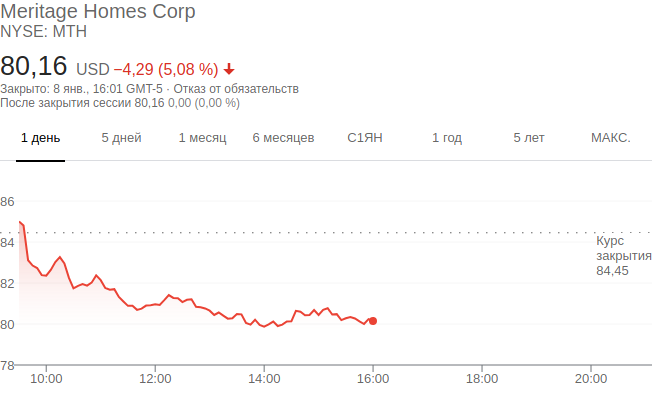 Meritage Homes Corp
NYSE: MTH
80,16 USD −4,29 (5,08 %)
Закрыто: 8 янв., 16:01 GMT-5 · Отказ от обязательств
После закрытия сессии 80,16 0,00 (0,00 %)
1 день 5 дней 1 месяц 6 месяцев С1ЯН 1 год 5 лет МАКС.
86
84
Курс
закрытия
84,45
82
80
78
10:00 12:00 14:00 16:00 18:00 20:00